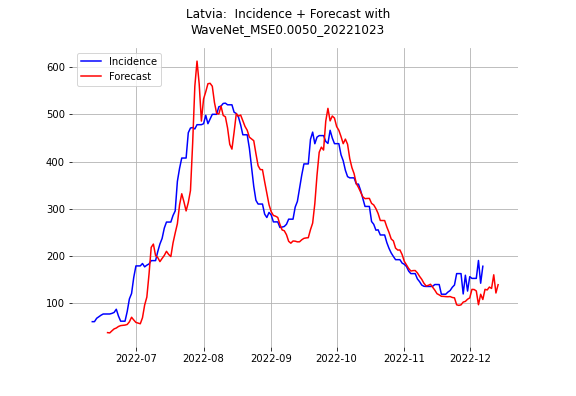 Latvia:  Incidence + Forecast with
WaveNet_MSE0.0050_20221023
Incidence
Forecast
600
500
400
300
200
100
2022-07 2022-08 2022-09 2022-10 2022-11 2022-12